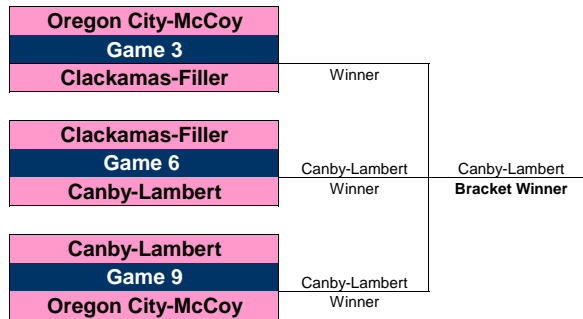 Oregon City-McCoy
Game 3
Clackamas-Filler
Winner
Clackamas-Filler
Game 6
Canby-Lambert
Canby-Lambert
Winner
Canby-Lambert
Bracket Winner
Canby-Lambert
Game 9
Oregon City-McCoy
Canby-Lambert
Winner